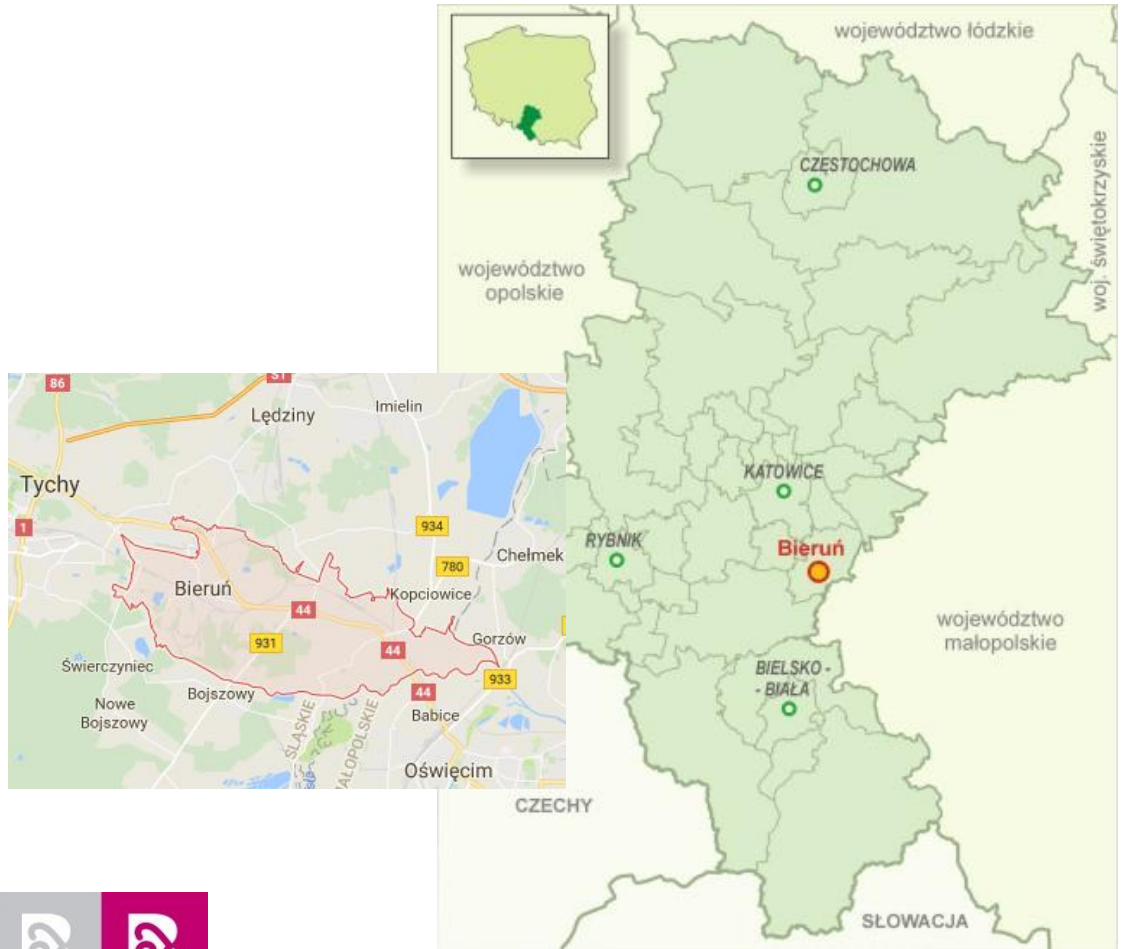 województwo łódzkie
CZĘSTOCHOWA
woj. świętokrzyskie
województwo
opolskie
KATOWICE
RYBNIK
Bieruń
województwo
małopolskie
BIELSKO -
- BIAŁA
CZECHY
SŁOWACJA
86
Lędziny
Imielin
Tychy
1
934
Chełmek
780
Bieruń
Kopciowice
44
Gorzów
931
44
Świerczyniec
933
Bojszowy
44
Nowe
Bojszowy
Babice
ŚLĄSKIE
MAŁOPOLSKIE
Oświęcim